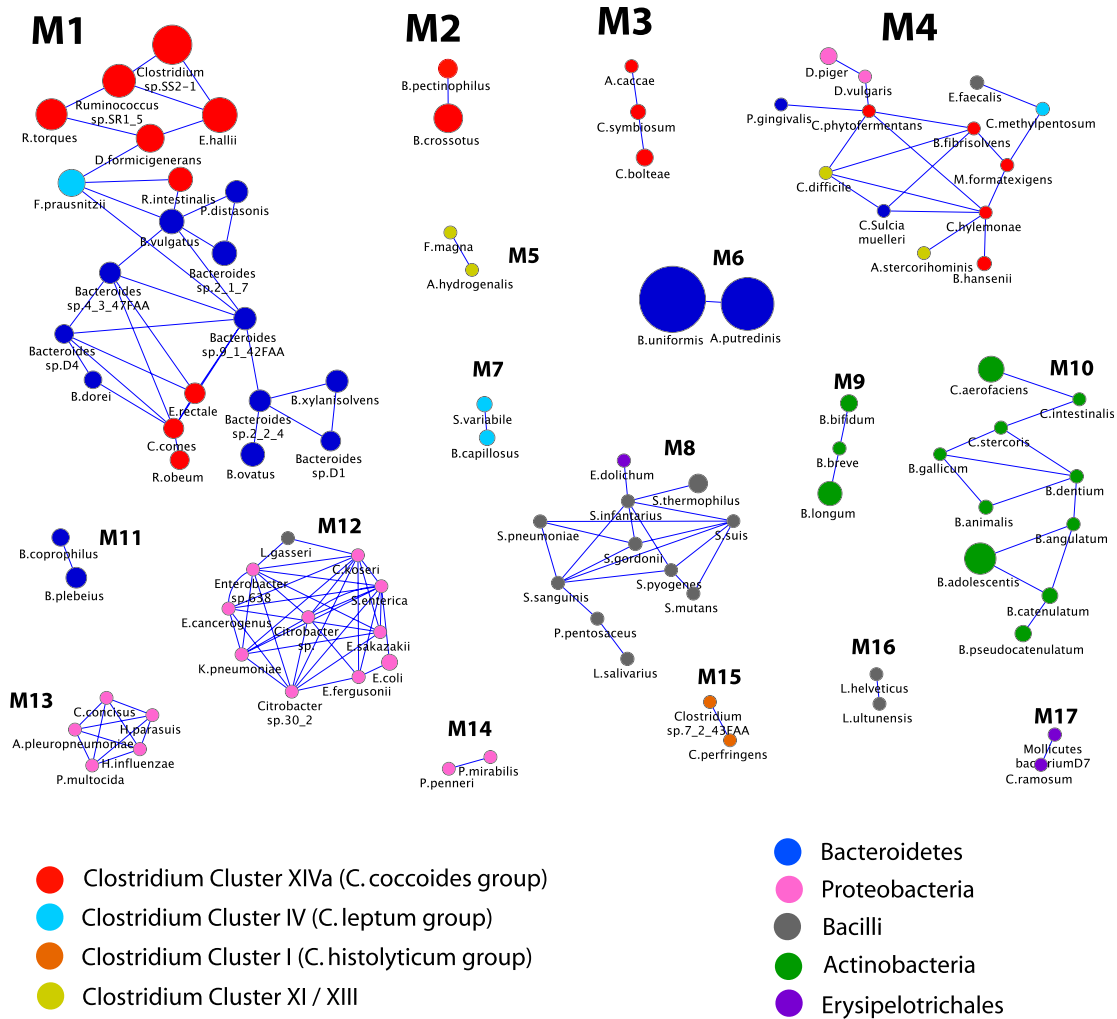 M1
Clostridium
sp.SS2-1
Ruminococcus
sp.SR1_5
R.torques
E.hallii
D.formicigenerans
F.prausnitzii
R.intestinalis
P.distasonis
B.vulgatus
Bacteroides
sp.2_1_7
Bacteroides
sp.4_3_47FAA
Bacteroides
sp.9_1_42FAA
Bacteroides
sp.D4
B.dorei
E.rectale
C.comes
R.obeum
B.xylanisolvens
Bacteroides
sp.2_2_4
B.ovatus
Bacteroides
sp.D1
M2
B.pectinophilus
B.crossotus
M3
A.caccae
C.symbiosum
C.bolteae
M4
D.piger
D.vulgaris
P.gingivalis
C.phytofermentans
E.faecalis
C.methylpentosum
B.fibrisolvens
M.formatexigens
C.difficile
C.Sulcia
muelleri
C.hylemonae
A.stercorihominis
B.hansenii
M5
F.magna
A.hydrogenalis
M6
B.uniformis
A.putredinis
M7
S.variabile
B.capillosus
M8
E.dolichum
S.thermophilus
S.infantarius
S.pneumoniae
S.suis
S.gordonii
S.pyogenes
S.sanguinis
S.mutans
P.pentosaceus
L.salivarius
M9
B.bifidum
B.breve
B.longum
M10
C.aerofaciens
C.intestinalis
C.stercoris
B.gallicum
B.dentium
B.animalis
B.angulatum
B.adolescentis
B.catenulatum
B.pseudocatenulatum
M11
B.coprophilus
B.plebeius
M12
L.gasseri
C.koseri
Enterobacter
sp.638
S.enterica
E.cancerogenus
Citrobacter
sp.
E.sakazakii
K.pneumoniae
E.coli
E.fergusonii
Citrobacter
sp.30_2
M13
C.concisus
H.parasuis
A.pleuropneumoniae
H.influenzae
P.multocida
M14
P.mirabilis
P.penneri
M15
Clostridium
sp.7_2_43FAA
C.perfringens
M16
L.helveticus
L.ultunensis
M17
Mollicutes
bacteriumD7
C.ramosum
Clostridium Cluster XIVa (C. coccoides group)
Clostridium Cluster IV (C. leptum group)
Clostridium Cluster I (C. histolyticum group)
Clostridium Cluster XI / XIII
Bacteroidetes
Proteobacteria
Bacilli
Actinobacteria
Erysipelotrichales